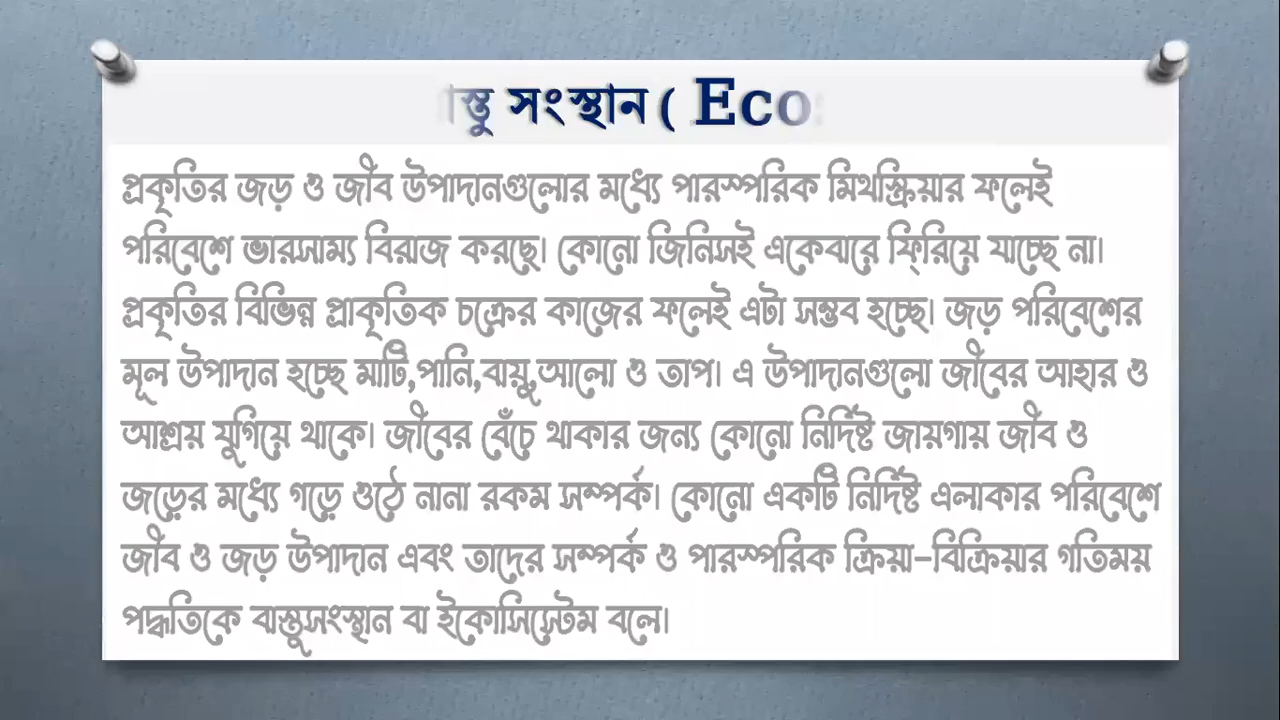 াস্তু সংস্থান ( Eco
প্রকৃতির জড় ও জীব উপাদানগুলোর মধ্যে পারস্পরিক মিথস্ক্রিয়ার ফলেই
পরিবেশে ভারসাম্য বিরাজ করছে। কোনো জিনিসই একেবারে ফি্রিয়ে যাচ্ছে না।
প্রকৃতির বিভিন্ন প্রাকৃতিক চক্রের কাজের ফলেই এটা সম্ভব হচ্ছে। জড় পরিবেশের
মূল উপাদান হচ্ছে মাটি,পানি,বায়ু,আলো ও তাপ। এ উপাদানগুলো জীবের আহার ও
আশ্রয় যুগিয়ে থাকে। জীবের বেঁচে থাকার জন্য কোনো নির্দিষ্ট জায়গায় জীব ও
জড়ের মধ্যে গড়ে ওঠে নানা রকম সম্পর্ক। কোনো একটি নির্দিষ্ট এলাকার পরিবেশে
জীব ও জড় উপাদান এবং তাদের সম্পর্ক ও পারস্পরিক ক্রিয়া-বিক্রিয়ার গতিময়
পদ্ধতিকে বাস্তুসংস্থান বা ইকোসিস্টেম বলে।